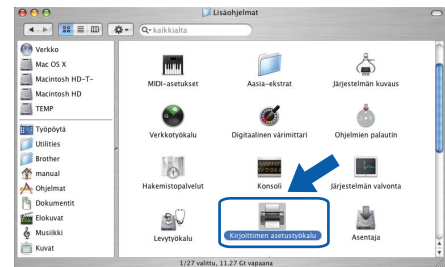 Lisäohjelmat
kaikkialta
Verkko
Mac OS X
Macintosh HD-T-
Macintosh HD
TEMP
Työpöytä
Utilities
Brother
manual
Ohjelmat
Dokumentit
Elokuvat
Musiikki
Kuvat
MIDI-asetukset
Aasia-ekstrat
Järjestelmän kuvaus
Verkkotyökalu
Digitaalinen värimittari
Ohjelmien palautin
Hakemistopalvelut
Konsoli
Järjestelmän valvonta
Levytyökalu
Kirjoittimen asetustyökalu
Asentaja
1/27 valittu, 11.27 Gt vapaana